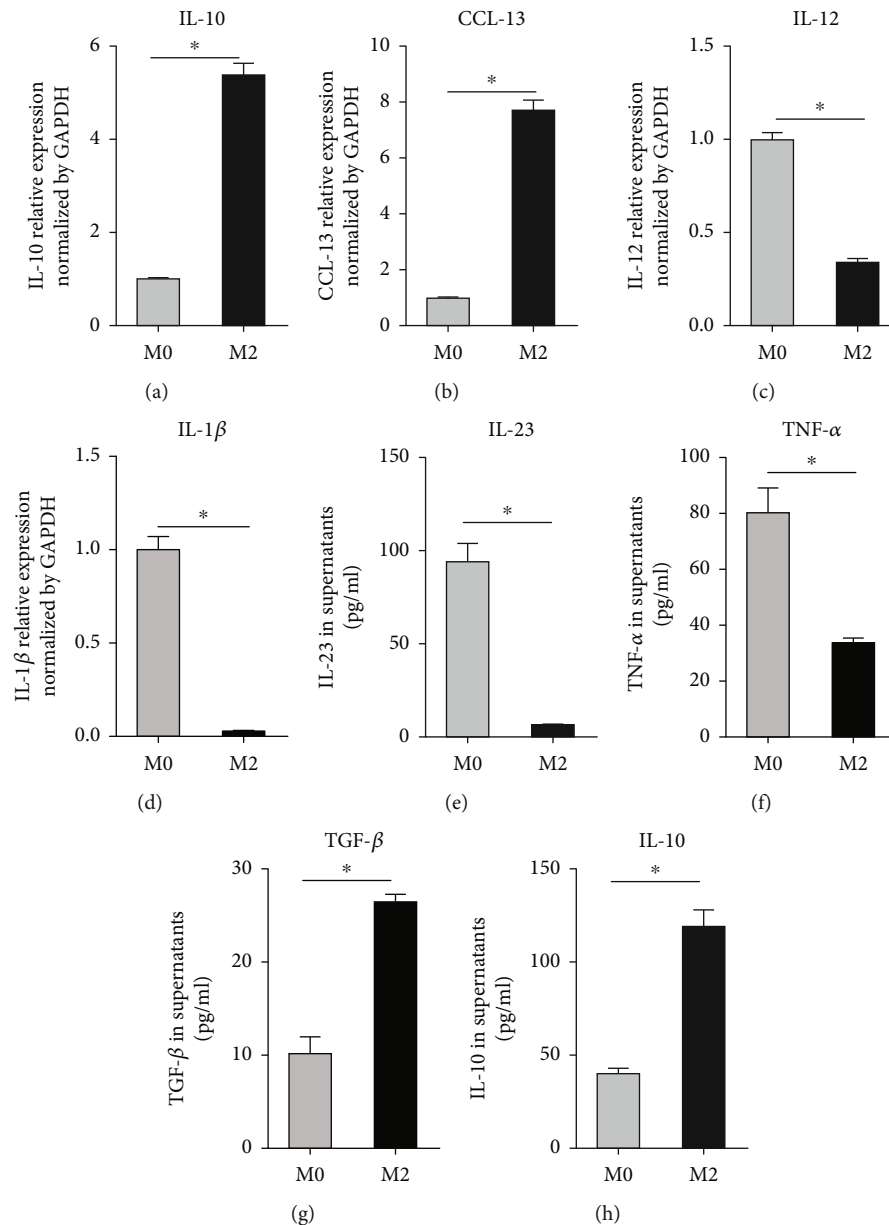 IL-10
IL-10 relative expression
normalized by GAPDH
6
4
2
0
*
M0 M2
(a)
CCL-13
CCL-13 relative expression
normalized by GAPDH
10
8
6
4
2
0
*
M0 M2
(b)
IL-12
IL-12 relative expression
normalized by GAPDH
1.5
1.0
0.5
0.0
*
M0 M2
(c)
IL-1β
IL-1β relative expression
normalized by GAPDH
1.5
1.0
0.5
0.0
*
M0 M2
(d)
IL-23
IL-23 in supernatants
(pg/ml)
150
100
50
0
*
M0 M2
(e)
TNF-α
TNF-α in supernatants
(pg/ml)
100
80
60
40
20
0
*
M0 M2
(f)
TGF-β
TGF-β in supernatants
(pg/ml)
30
20
10
0
*
M0 M2
(g)
IL-10
IL-10 in supernatants
(pg/ml)
150
100
50
0
*
M0 M2
(h)